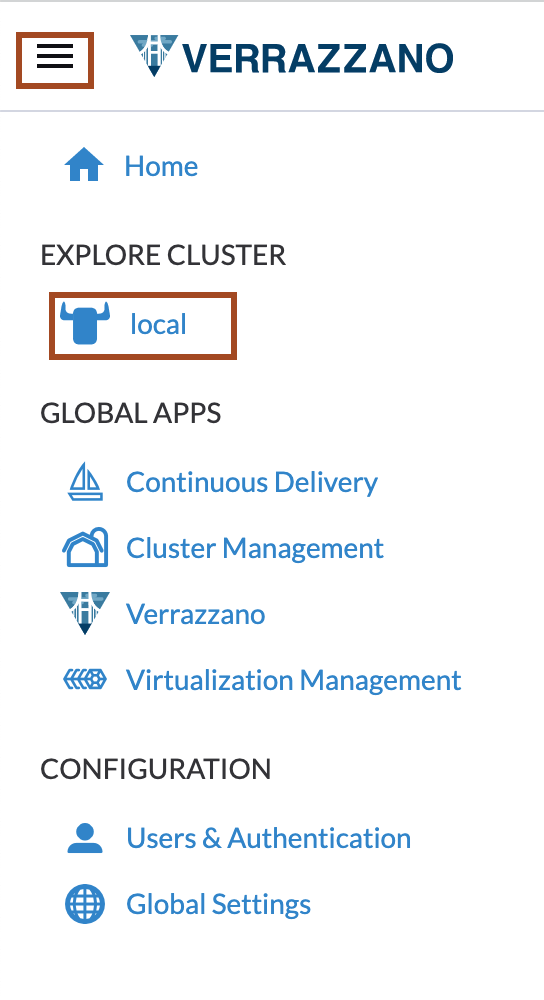 VERRAZZANO
Home
EXPLORE CLUSTER
local
GLOBAL APPS
Continuous Delivery
Cluster Management
Verrazzano
Virtualization Management
CONFIGURATION
Users & Authentication
Global Settings